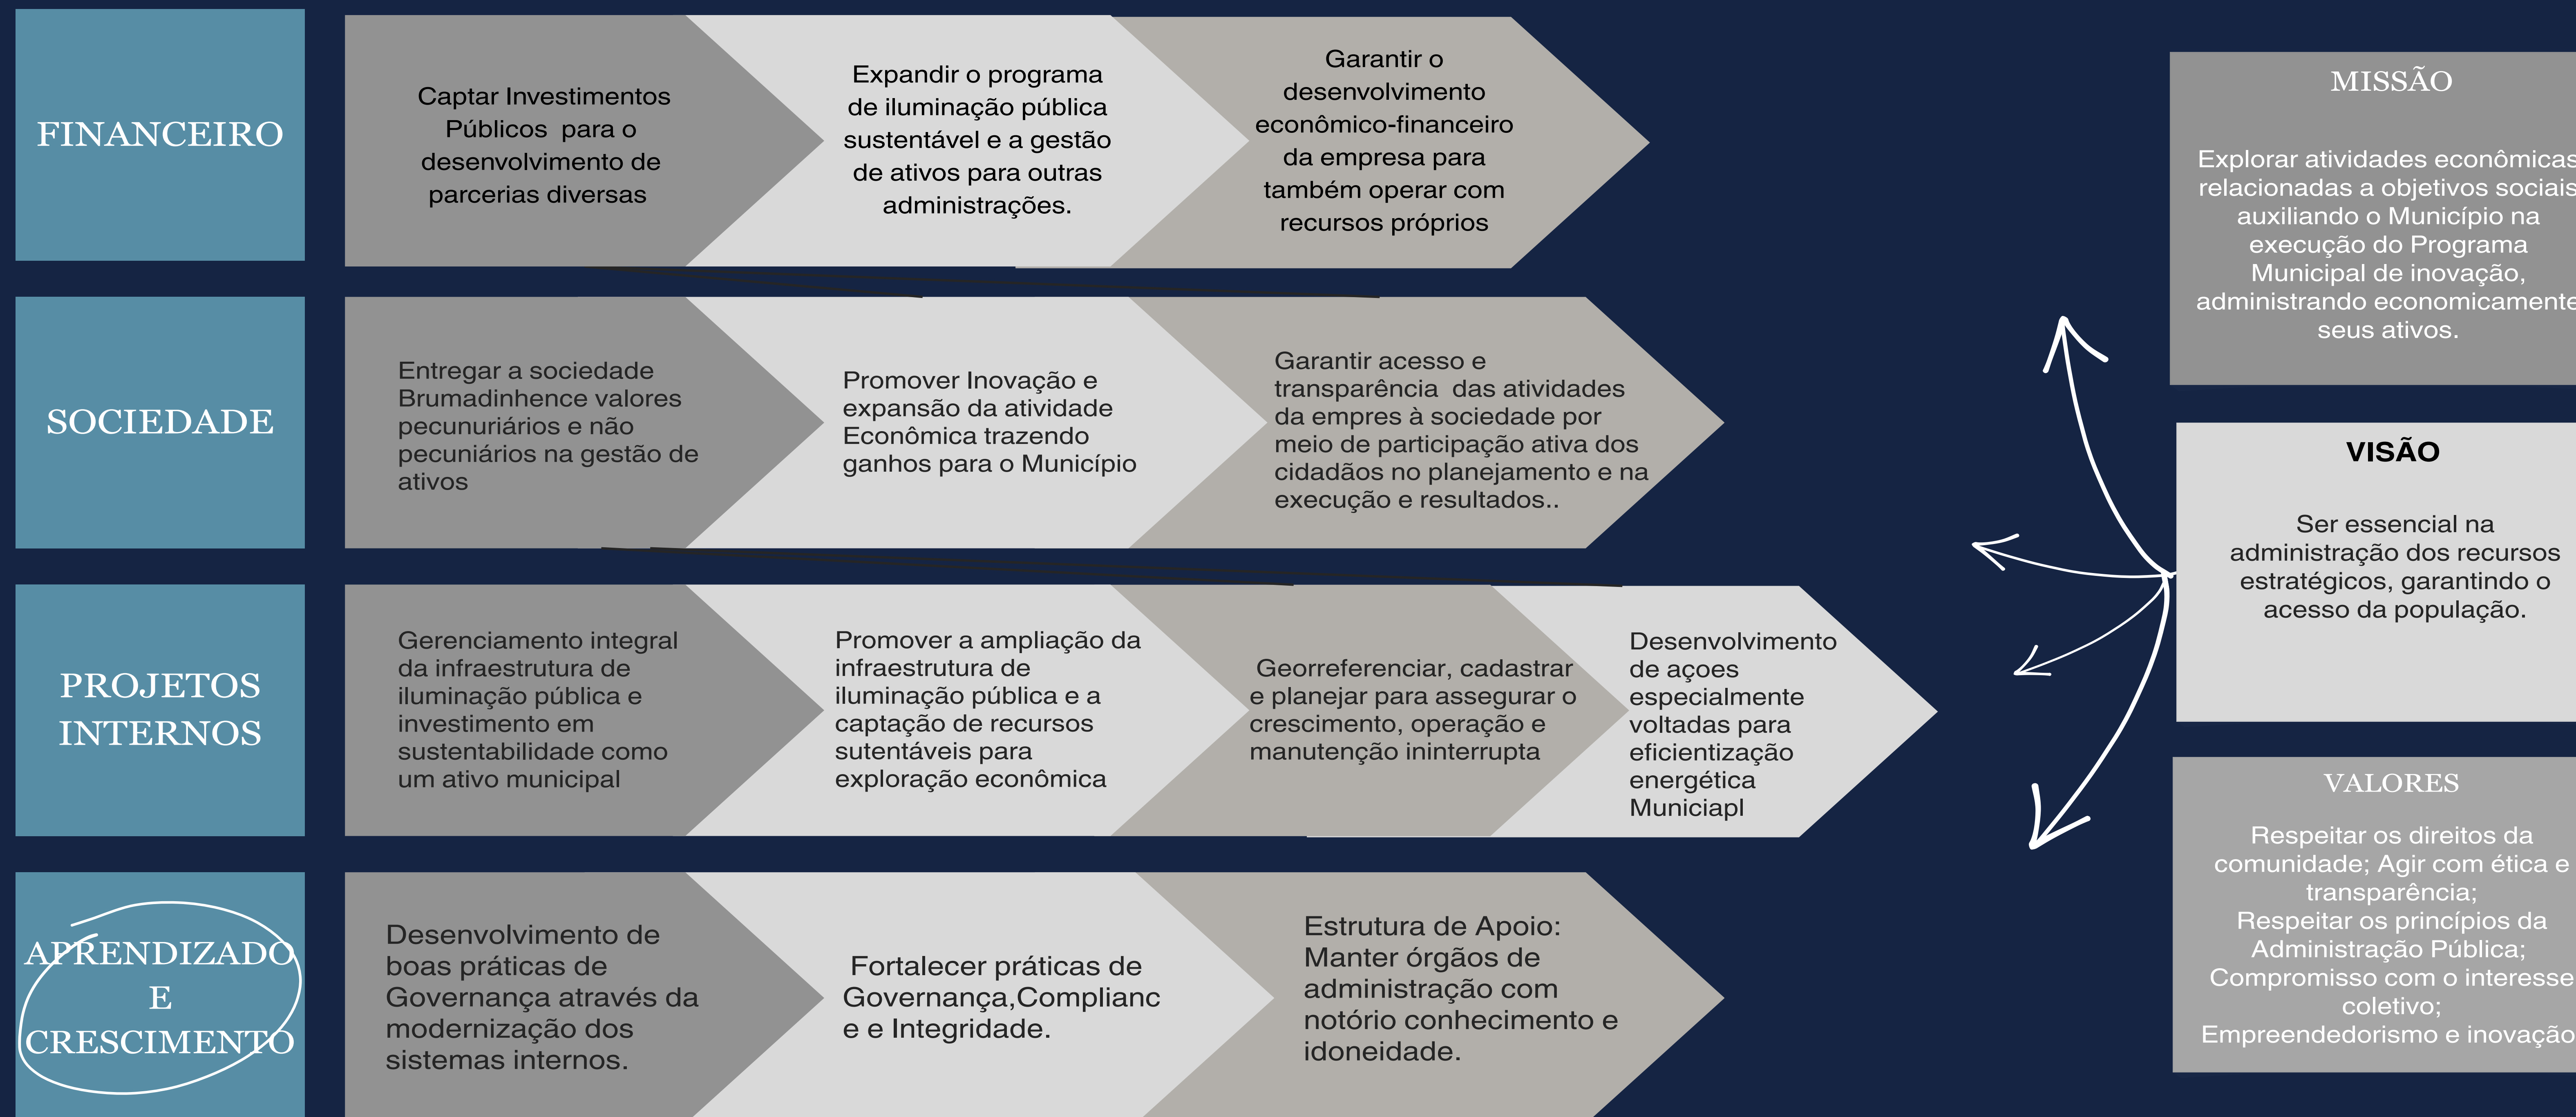 FINANCEIRO
Captar Investimentos
Públicos  para o
desenvolvimento de
parcerias diversas
Expandir o programa
de iluminação pública
sustentável e a gestão
de ativos para outras
administrações.
Garantir o
desenvolvimento
econômico-financeiro
da empresa para
também operar com
recursos próprios
SOCIEDADE
Entregar a sociedade
Brumadinhence valores
pecunuriários e não
pecuniários na gestão de
ativos
Promover Inovação e
expansão da atividade
Econômica trazendo
ganhos para o Município
Garantir acesso e
transparência  das atividades
da empres à sociedade por
meio de participação ativa dos
cidadãos no planejamento e na
execução e resultados..
PROJETOS
INTERNOS
Gerenciamento integral
da infraestrutura de
iluminação pública e
investimento em
sustentabilidade como
um ativo municipal
Promover a ampliação da
infraestrutura de
iluminação pública e a
captação de recursos
sutentáveis para
exploração econômica
Georreferenciar, cadastrar
e planejar para assegurar o
crescimento, operação e
manutenção ininterrupta
Desenvolvimento
de açoes
especialmente
voltadas para
eficientização
energética
Municiapl
APRENDIZADO
E
CRESCIMENTO
Desenvolvimento de
boas práticas de
Governança através da
modernização dos
sistemas internos.
Fortalecer práticas de
Governança,Complianc
e e Integridade.
Estrutura de Apoio:
Manter órgãos de
administração com
notório conhecimento e
idoneidade.
MISSÃO
Explorar atividades econômicas
relacionadas a objetivos sociais
auxiliando o Município na
execução do Programa
Municipal de inovação,
administrando economicamente
seus ativos.
VISÃO
Ser essencial na
administração dos recursos
estratégicos, garantindo o
acesso da população.
VALORES
Respeitar os direitos da
comunidade; Agir com ética e
transparência;
Respeitar os princípios da
Administração Pública;
Compromisso com o interesse
coletivo;
Empreendedorismo e inovação